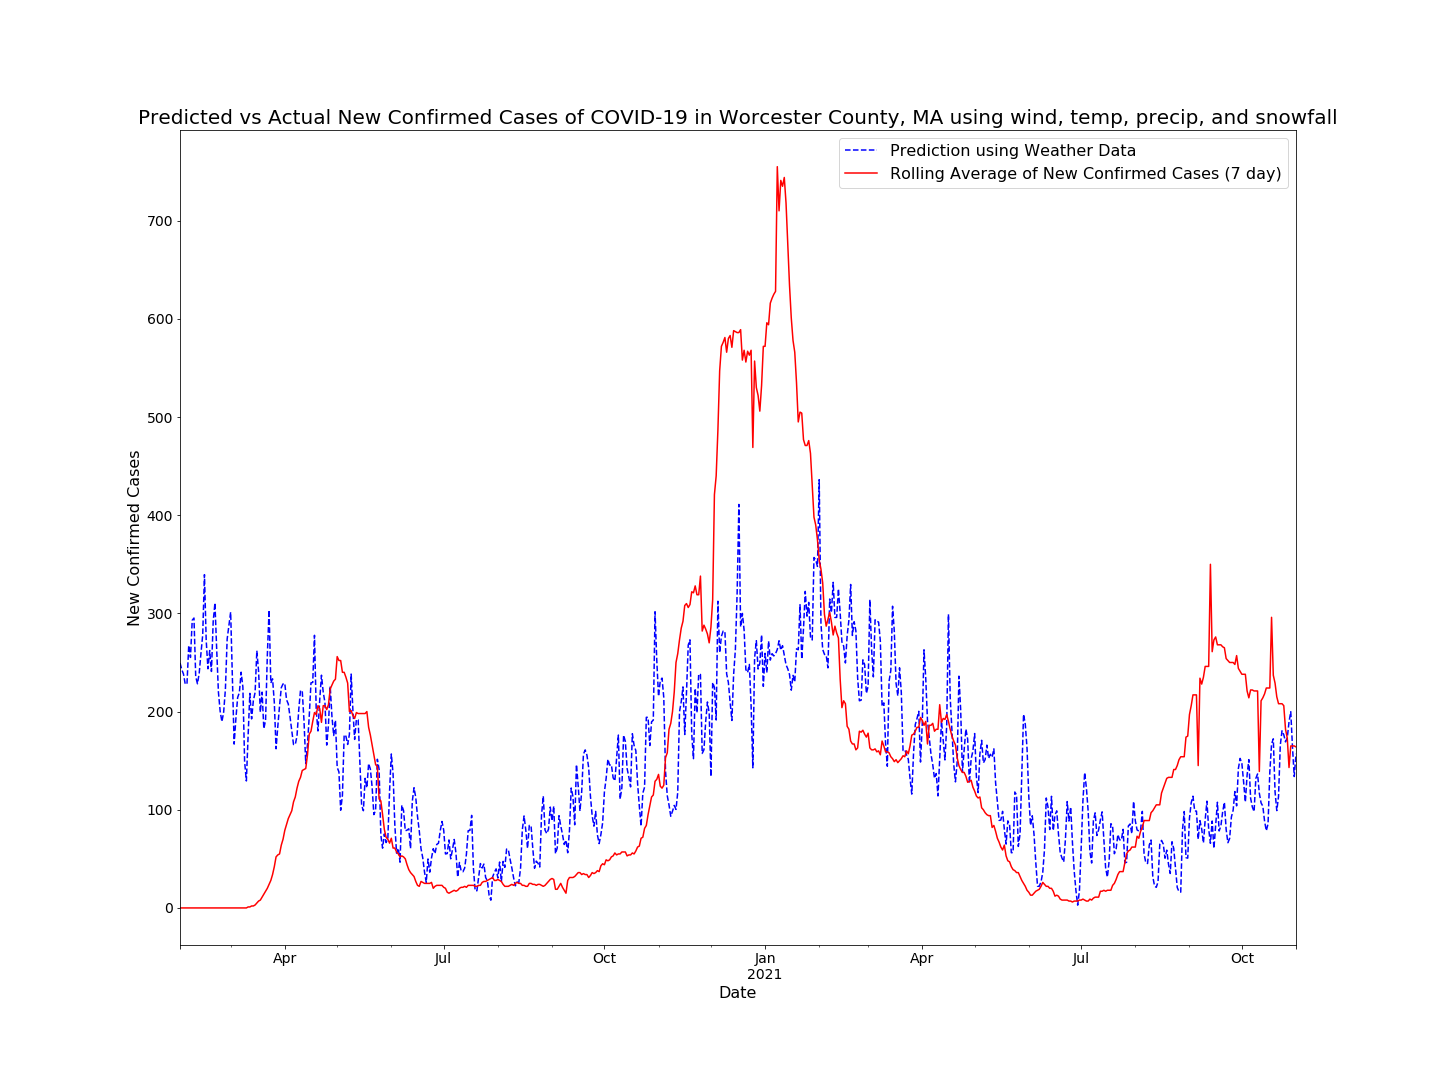 Predicted vs Actual New Confirmed Cases of COVID-19 in Worcester County, MA using wind, temp, precip, and snowfall
Prediction using Weather Data
Rolling Average of New Confirmed Cases (7 day)
New Confirmed Cases
700
600
500
400
300
200
100
0
Apr
Jul
Oct
Jan
2021
Apr
Jul
Oct
Date